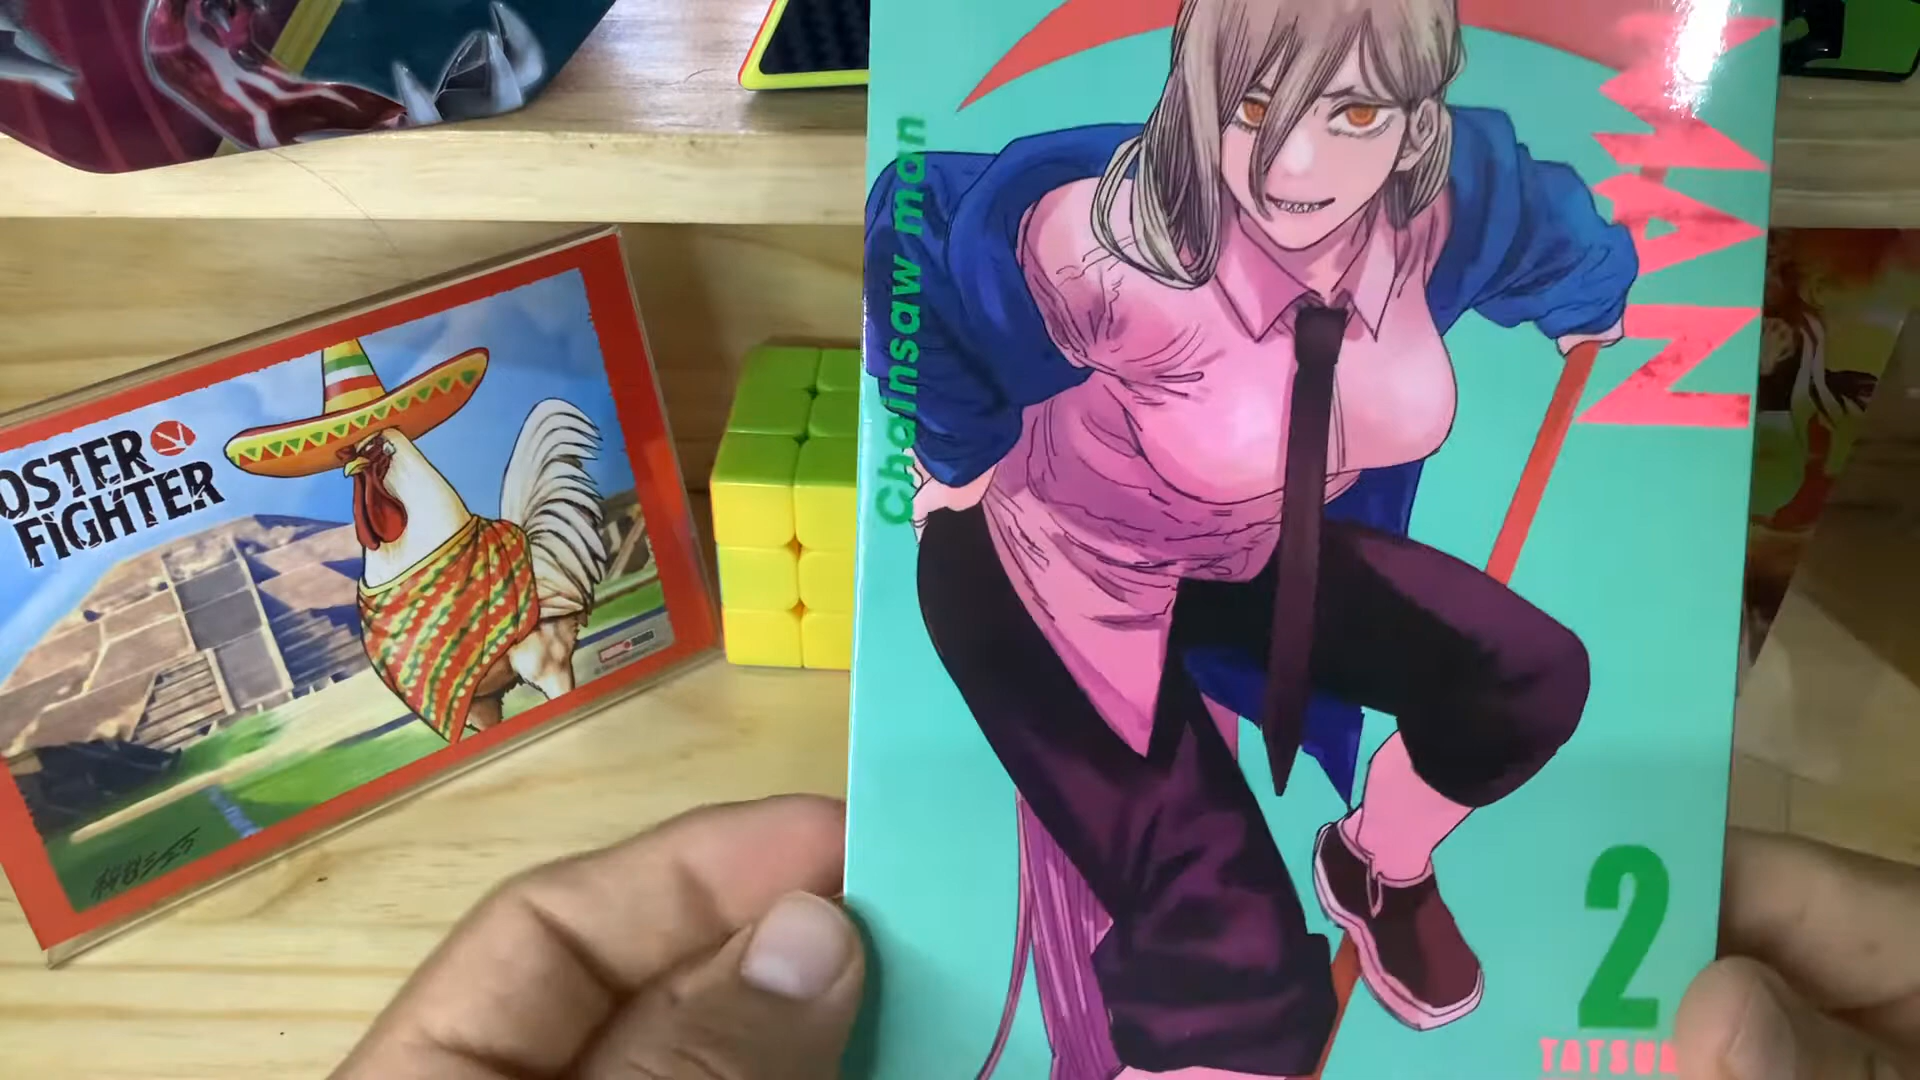 OSTER
FIGHTER
Chainsaw man
MAN
2
TATSU